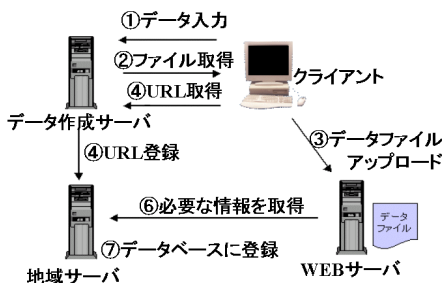 ①データ入力
②ファイル取得
④URL取得
クライアント
データ作成サーバ
③データファイル
アップロード
④URL登録
⑥必要な情報を取得
データ
ファイル
⑦データベースに登録
地域サーバ
WEBサーバ